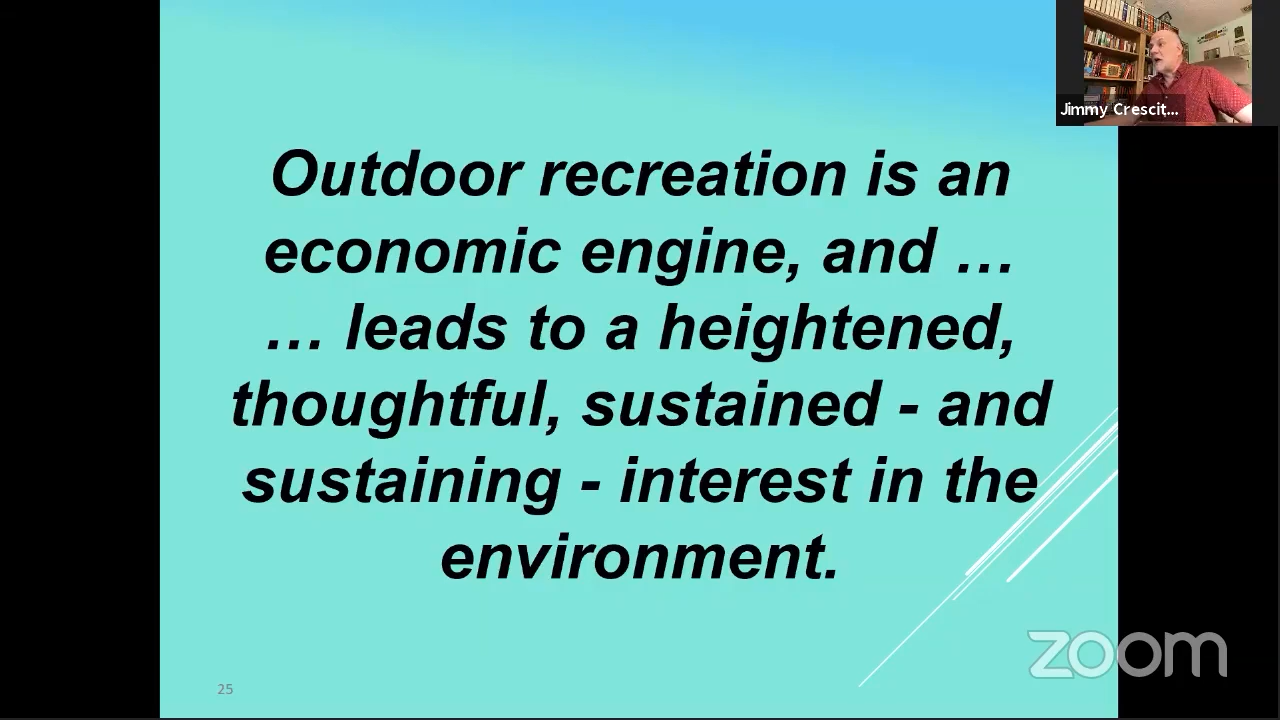 Jimmy Crescit...
Outdoor recreation is an
economic engine, and …
… leads to a heightened,
thoughtful, sustained - and
sustaining - interest in the
environment.
zoom
25